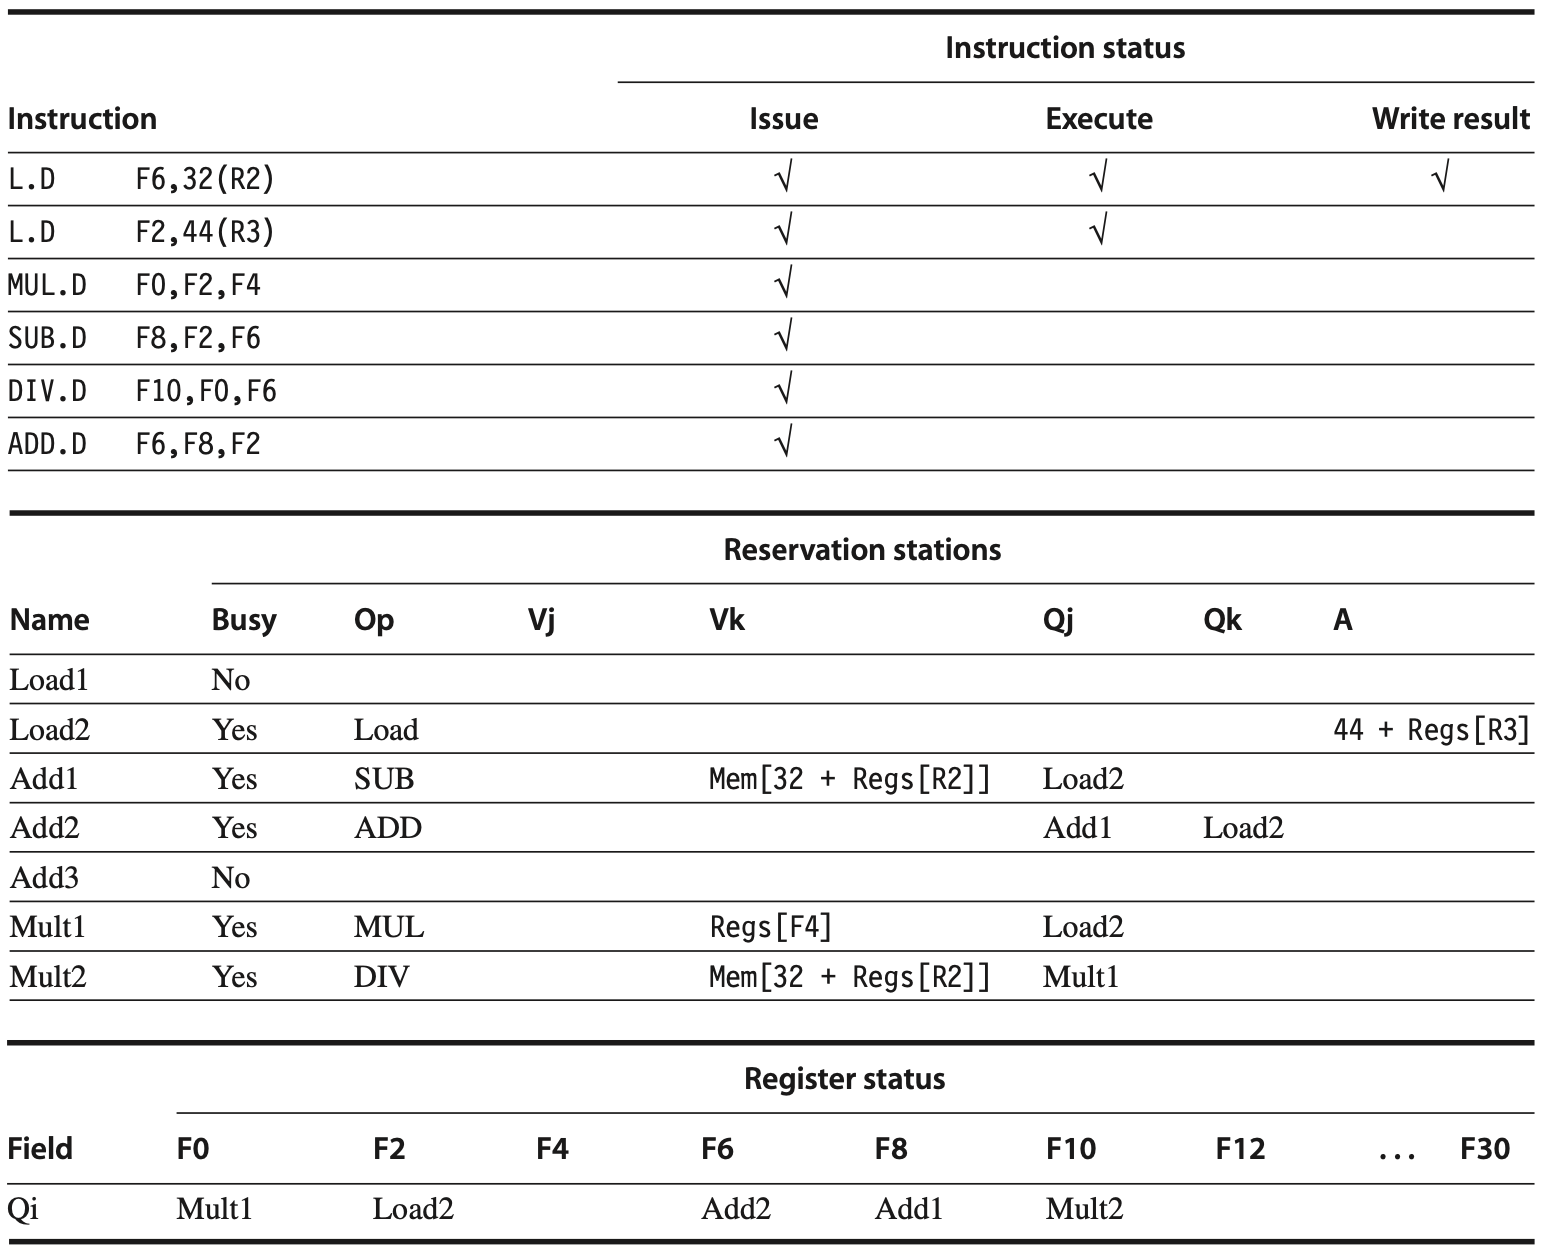 Instruction status
Instruction Issue Execute Write result
L.D F6,32(R2) √ √ √
L.D F2,44(R3) √ √
MUL.D F0,F2,F4 √
SUB.D F8,F2,F6 √
DIV.D F10,F0,F6 √
ADD.D F6,F8,F2 √
Reservation stations
Name Busy Op Vj Vk Qj Qk A
Load1 No
Load2 Yes Load 44 + Regs[R3]
Add1 Yes SUB Mem[32 + Regs[R2]] Load2
Add2 Yes ADD Add1 Load2
Add3 No
Mult1 Yes MUL Regs[F4] Load2
Mult2 Yes DIV Mem[32 + Regs[R2]] Mult1
Register status
Field F0 F2 F4 F6 F8 F10 F12 ... F30
Qi Mult1 Load2 Add2 Add1 Mult2